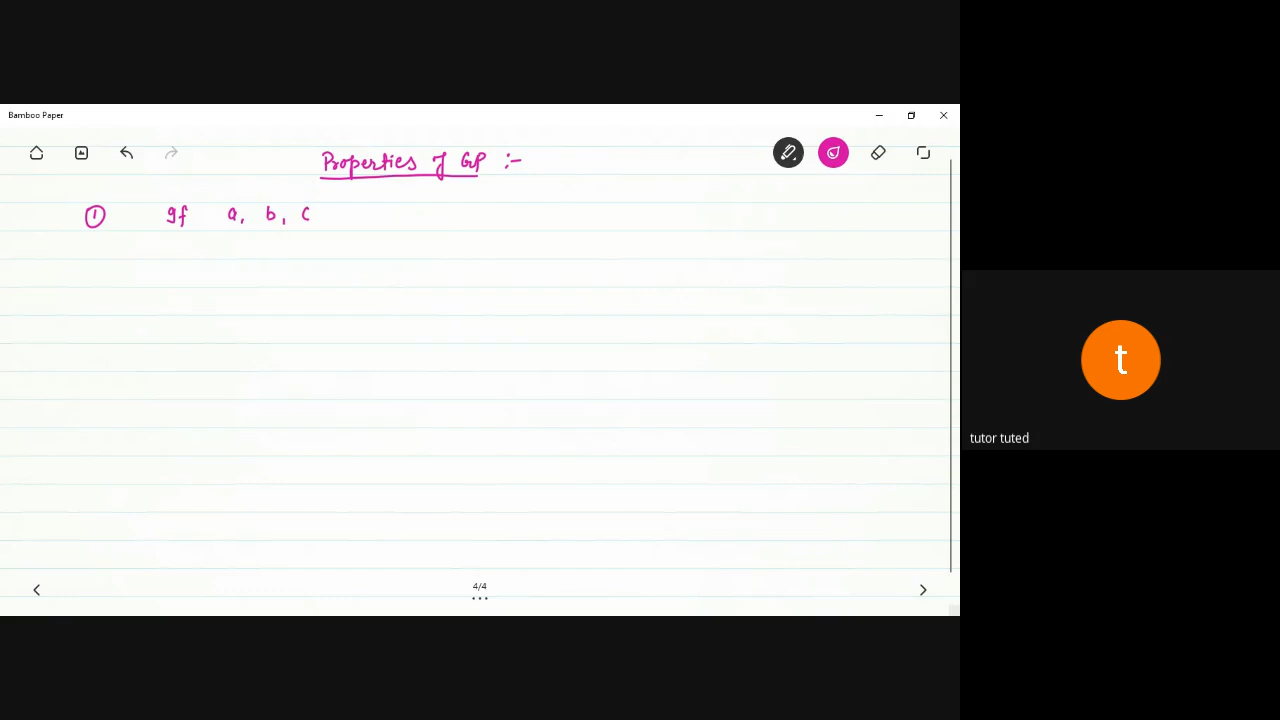 Bamboo Paper
Properties of GP :-
① If a, b, c
t
tutor tuted
4/4